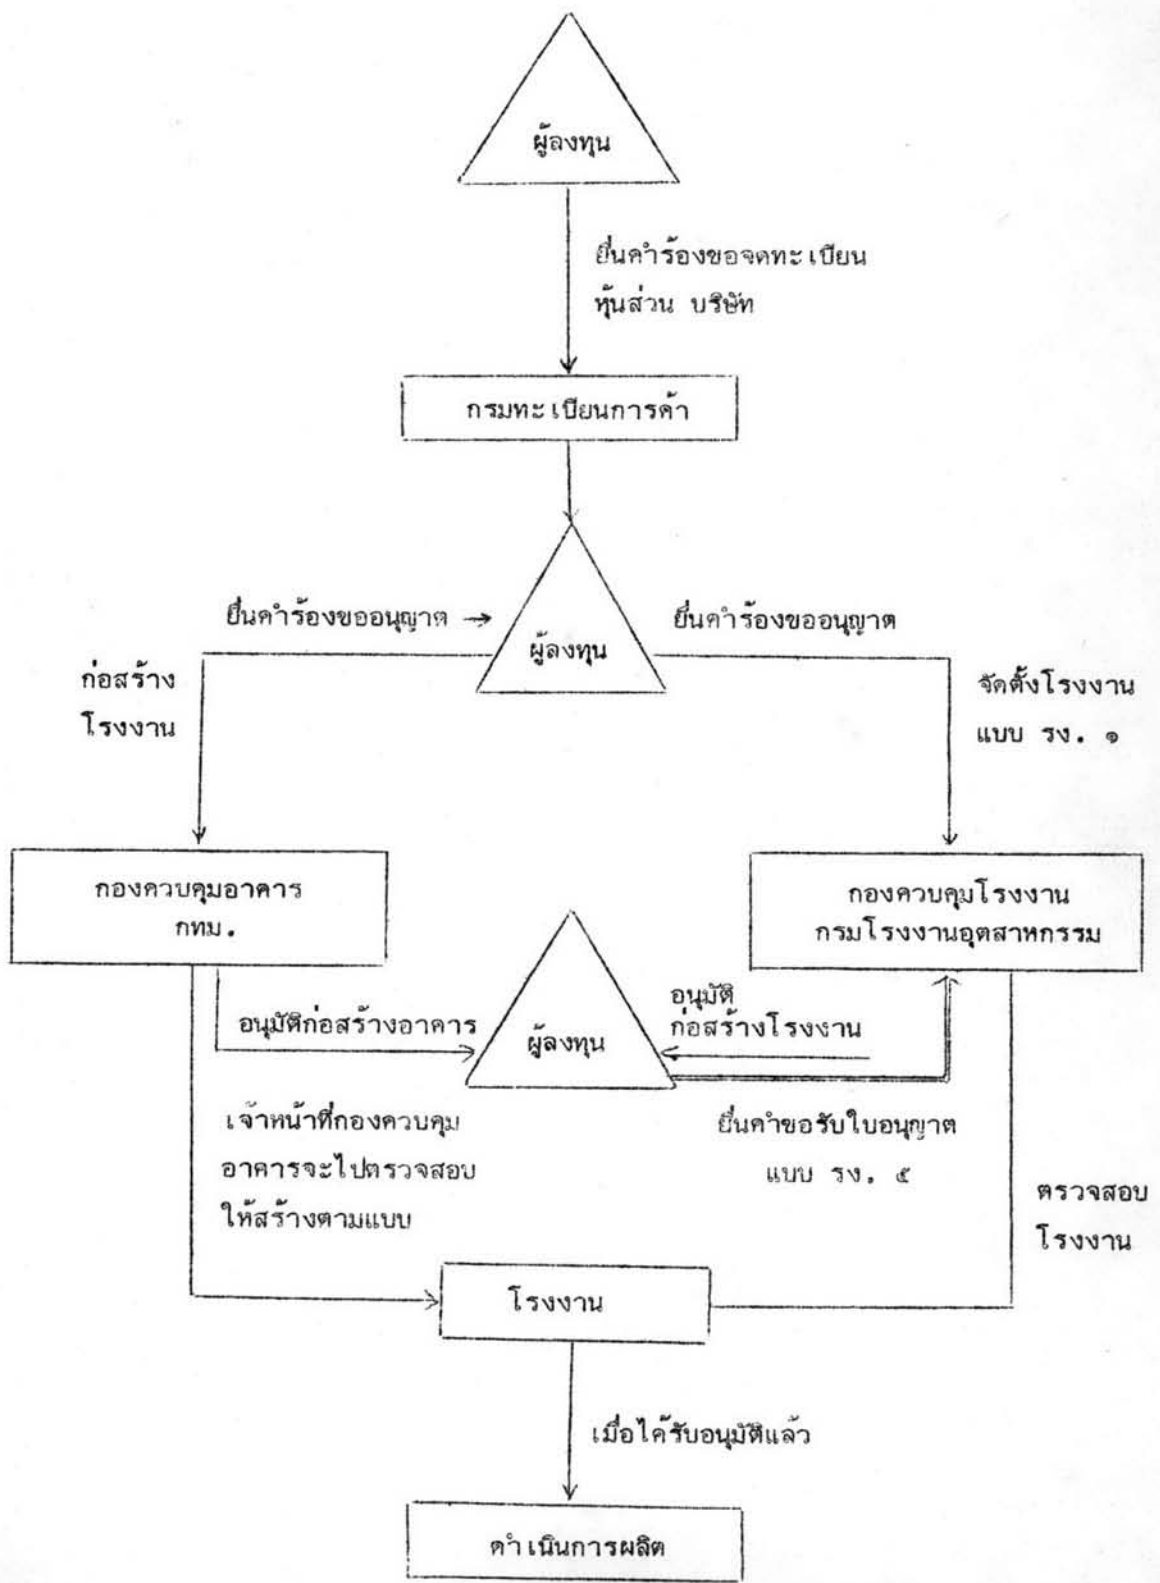 ผู้ลงทุน
ยื่นคำร้องขอจดทะเบียน
หุ้นส่วน บริษัท
กรมทะเบียนการค้า
ยื่นคำร้องขออนุญาต →
ยื่นคำร้องขออนุญาต
ผู้ลงทุน
ก่อสร้าง
โรงงาน
จัดตั้งโรงงาน
แบบ รง. ๑
กองควบคุมอาคาร
กทม.
กองควบคุมโรงงาน
กรมโรงงานอุตสาหกรรม
อนุมัติก่อสร้างอาคาร
ผู้ลงทุน
อนุมัติ
ก่อสร้างโรงงาน
เจ้าหน้าที่กองควบคุม
อาคารจะไปตรวจสอบ
ให้สร้างตามแบบ
ยื่นคำขอรับใบอนุญาต
แบบ รง. ๕
ตรวจสอบ
โรงงาน
โรงงาน
เมื่อได้รับอนุมัติแล้ว
ดำเนินการผลิต